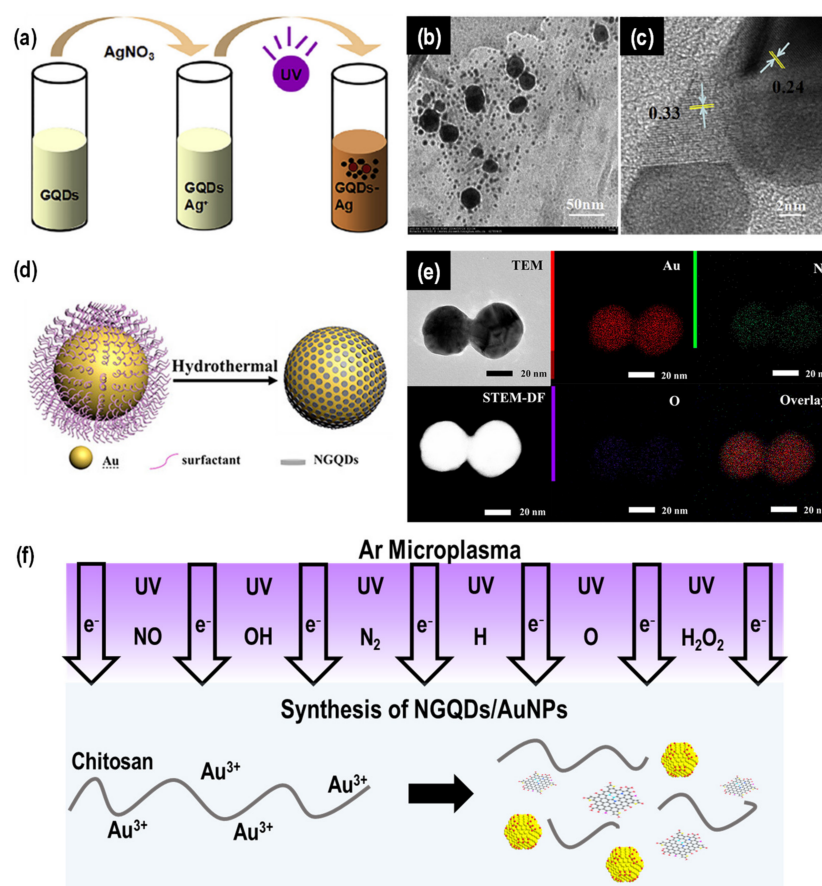 (a)
AgNO₃
UV
GQDs
GQDs
Ag⁺
GQDs-
Ag
(b)
50nm
(c)
0.33
0.24
2nm
(d)
Hydrothermal
Au
surfactant
NGQDs
(e)
TEM
Au
N
20 nm
20 nm
20 nm
STEM-DF
O
Overlay
20 nm
20 nm
20 nm
(f)
Ar Microplasma
UV UV UV UV UV UV
e⁻ NO e⁻ OH e⁻ N₂ e⁻ H e⁻ O e⁻ H₂O₂ e⁻
Synthesis of NGQDs/AuNPs
Chitosan
Au³⁺ Au³⁺
Au³⁺ Au³⁺